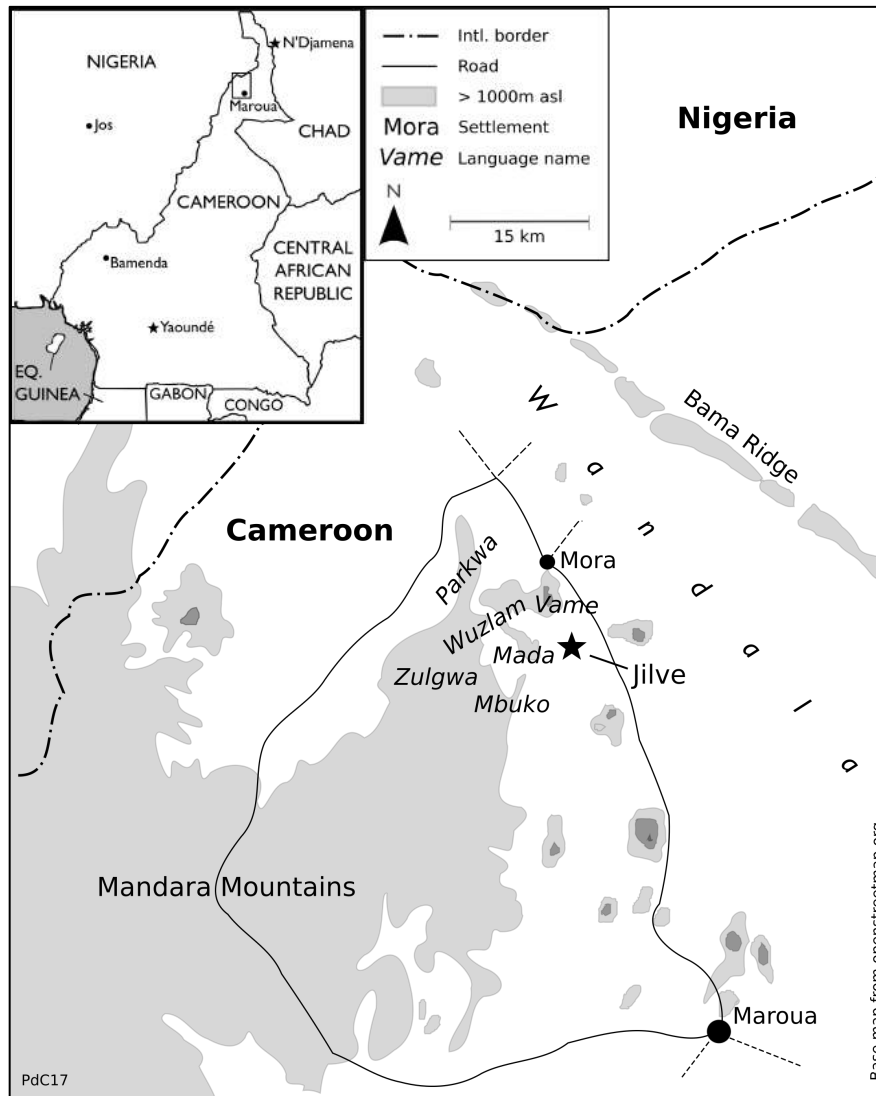 N'Djamena
NIGERIA
Maroua
Jos
CHAD
CAMEROON
CENTRAL
AFRICAN
REPUBLIC
Bamenda
Yaoundé
EQ.
GUINEA
GABON
CONGO
Intl. border
Road
> 1000m asl
Mora Settlement
Vame Language name
N
15 km
Nigeria
Wandala
Bama Ridge
Cameroon
Parkwa
Mora
Wuzlam
Vame
Mada
Jilve
Zulgwa
Mbuko
Mandara Mountains
Maroua
PdC17
Base map from openstreetmap.org